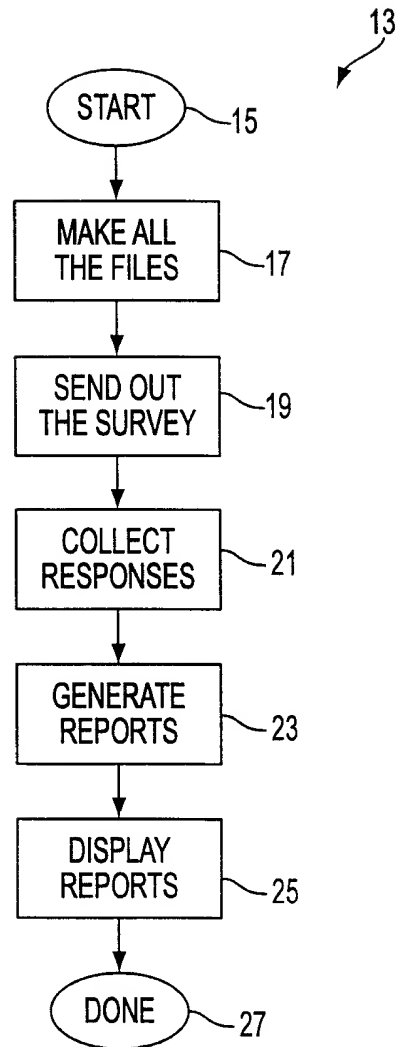 13
START
15
MAKE ALL
THE FILES
17
SEND OUT
THE SURVEY
19
COLLECT
RESPONSES
21
GENERATE
REPORTS
23
DISPLAY
REPORTS
25
DONE
27